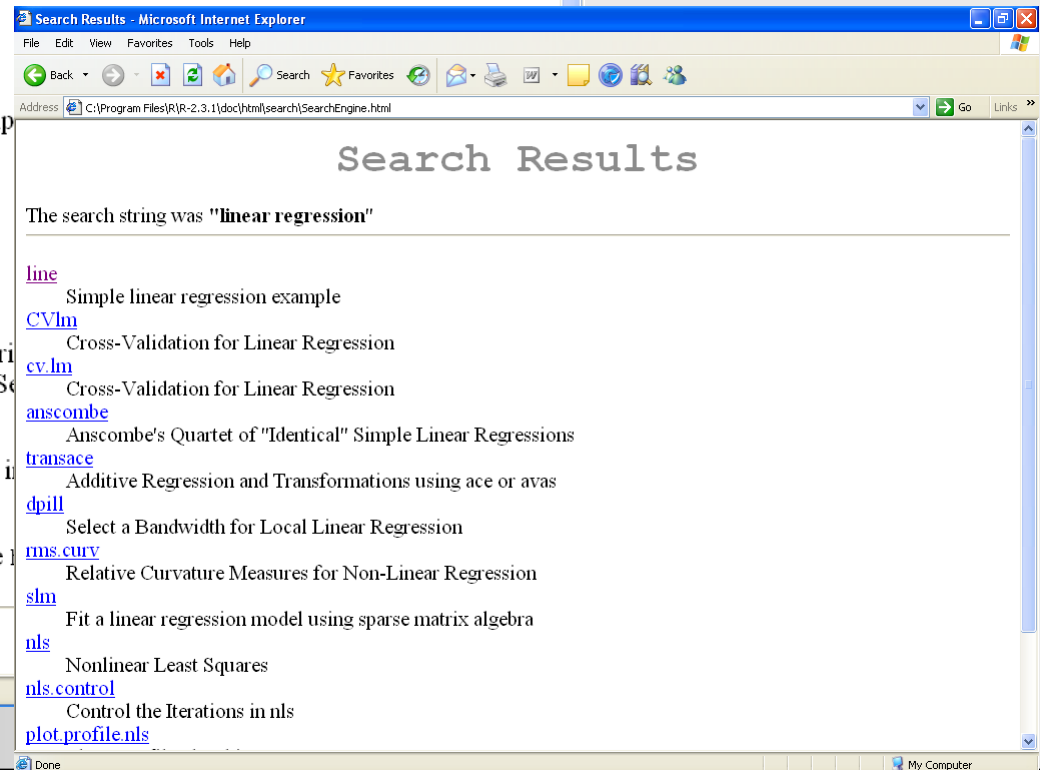 Search Results - Microsoft Internet Explorer
File Edit View Favorites Tools Help
Back Search Favorites
Address C:\Program Files\R\R-2.3.1\doc\html\search\SearchEngine.html Go Links »
Search Results
The search string was "linear regression"
line
Simple linear regression example
CVlm
Cross-Validation for Linear Regression
cv.lm
Cross-Validation for Linear Regression
anscombe
Anscombe's Quartet of "Identical" Simple Linear Regressions
transace
Additive Regression and Transformations using ace or avas
dpill
Select a Bandwidth for Local Linear Regression
rms.curv
Relative Curvature Measures for Non-Linear Regression
slm
Fit a linear regression model using sparse matrix algebra
nls
Nonlinear Least Squares
nls.control
Control the Iterations in nls
plot.profile.nls
Done My Computer